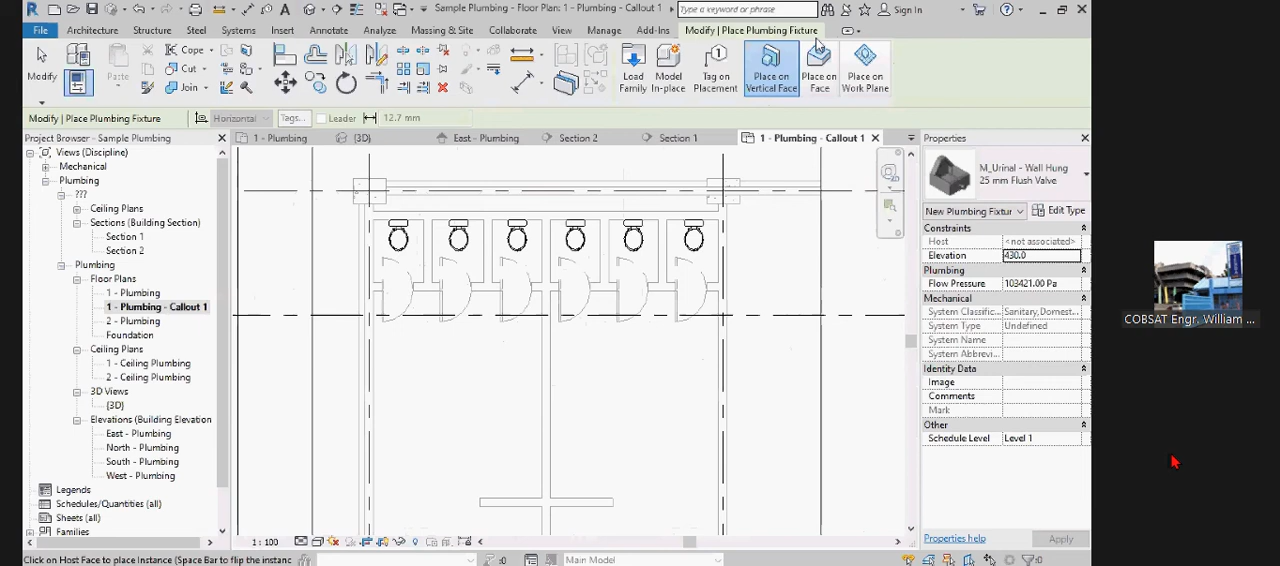 Sample Plumbing - Floor Plan: 1 - Plumbing - Callout 1
Type a keyword or phrase
Sign In
File
Architecture
Structure
Steel
Systems
Insert
Annotate
Analyze
Massing & Site
Collaborate
View
Manage
Add-Ins
Modify | Place Plumbing Fixture
Modify
Paste
Cope
Cut
Join
Load
Family
Model
In-place
Tag on
Placement
Place on
Vertical Face
Place on
Face
Place on
Work Plane
Modify | Place Plumbing Fixture
Horizontal
Tags...
Leader
12.7 mm
Project Browser - Sample Plumbing
Views (Discipline)
Mechanical
Plumbing
???
Ceiling Plans
Sections (Building Section)
Section 1
Section 2
Plumbing
Floor Plans
1 - Plumbing
1 - Plumbing - Callout 1
2 - Plumbing
Foundation
Ceiling Plans
1 - Ceiling Plumbing
2 - Ceiling Plumbing
3D Views
{3D}
Elevations (Building Elevation
East - Plumbing
North - Plumbing
South - Plumbing
West - Plumbing
Legends
Schedules/Quantities (all)
Sheets (all)
Families
1 - Plumbing
{3D}
East - Plumbing
Section 2
Section 1
1 - Plumbing - Callout 1
Properties
M_Urinal - Wall Hung
25 mm Flush Valve
New Plumbing Fixtur
Edit Type
Constraints
Host
<not associated>
Elevation
430.0
Plumbing
Flow Pressure
103421.00 Pa
Mechanical
System Classific...
Sanitary,Domest...
System Type
Undefined
System Name
System Abbrevi...
Identity Data
Image
Comments
Mark
Other
Schedule Level
Level 1
Properties help
Apply
1 : 100
Click on Host Face to place Instance (Space Bar to flip the instanc
:0
Main Model
:0
COBSAT Engr. William ...